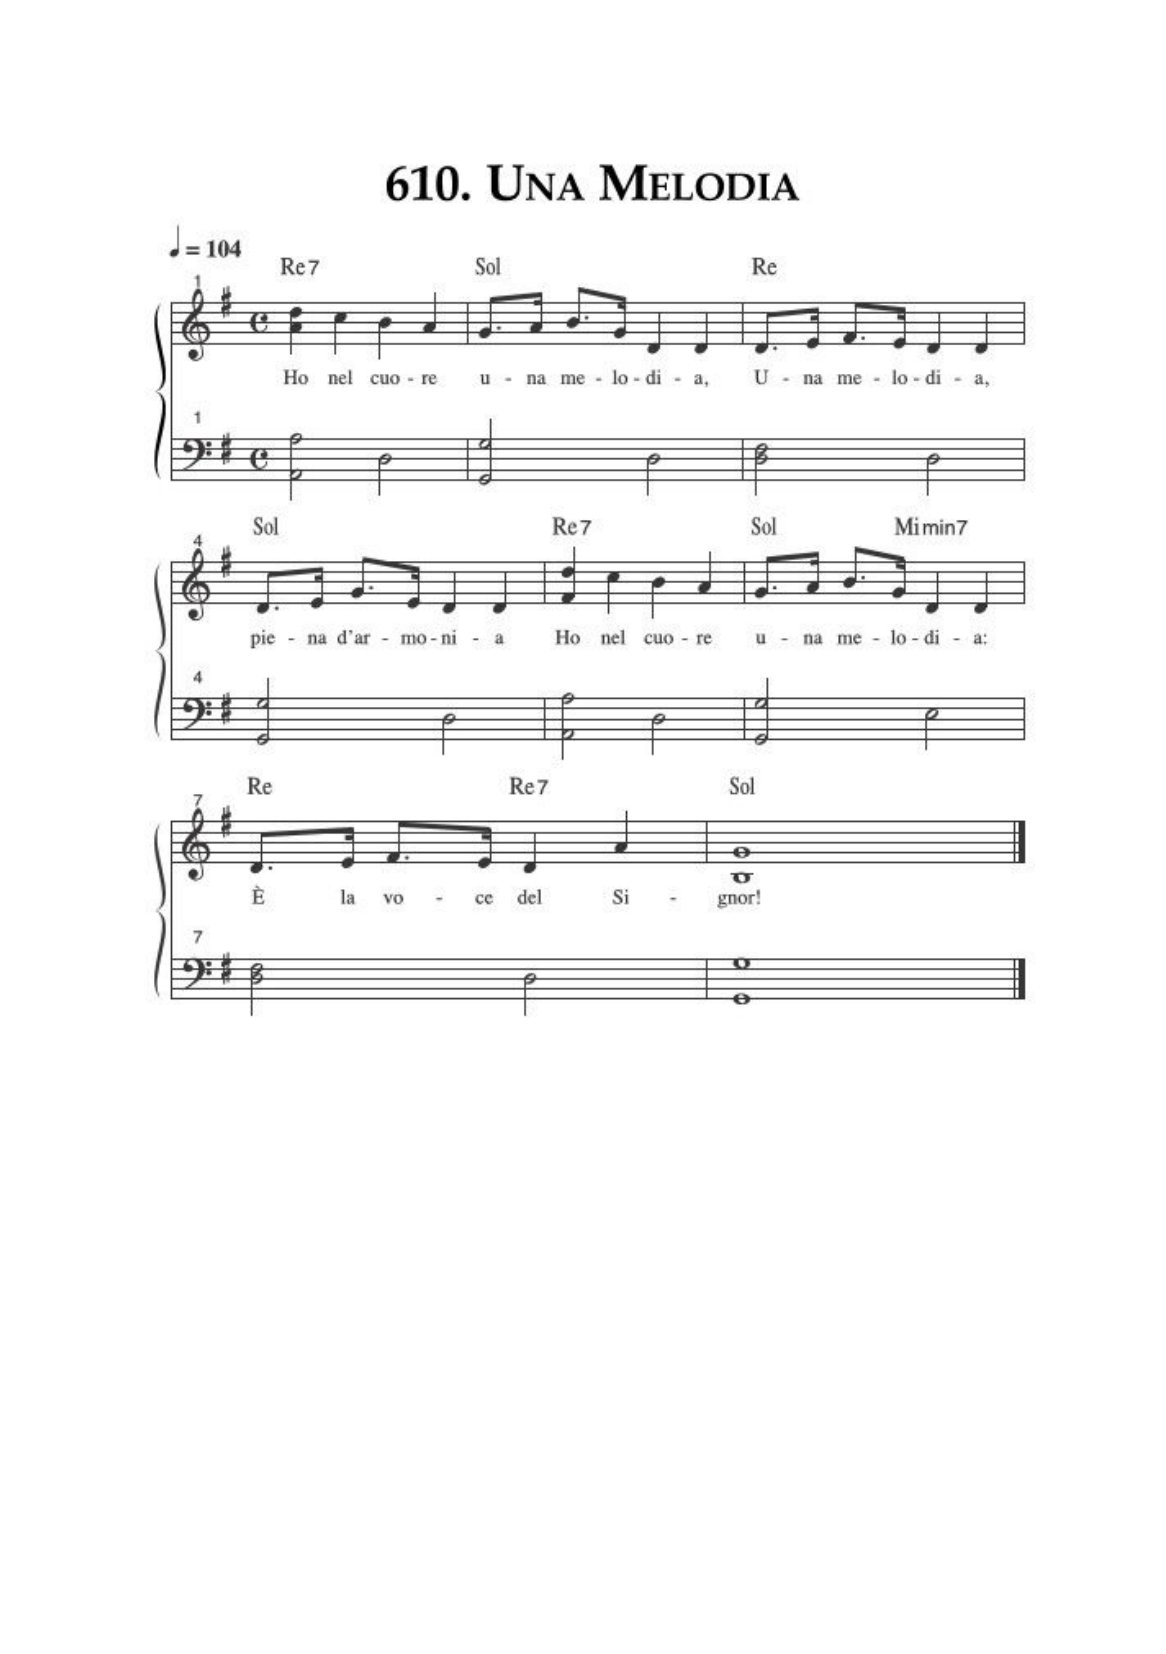 610. UNA MELODIA
♩ = 104
Re7 Sol Re
1
Ho nel cuo - re u - na me - lo - di - a, U - na me - lo - di - a,
1
Sol Re7 Sol Mimin7
4
pie - na d'ar - mo - ni - a Ho nel cuo - re u - na me - lo - di - a:
4
Re Re7 Sol
7
È la vo - ce del Si - gnor!
7